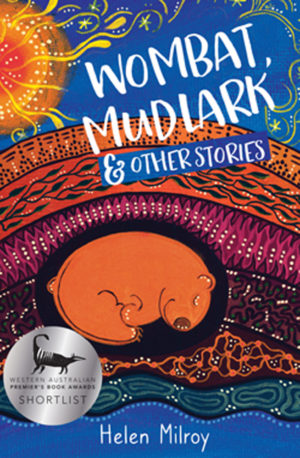 WOMBAT,
MUDLARK
& OTHER STORIES
WESTERN AUSTRALIAN
PREMIER'S BOOK AWARDS
SHORTLIST
Helen Milroy